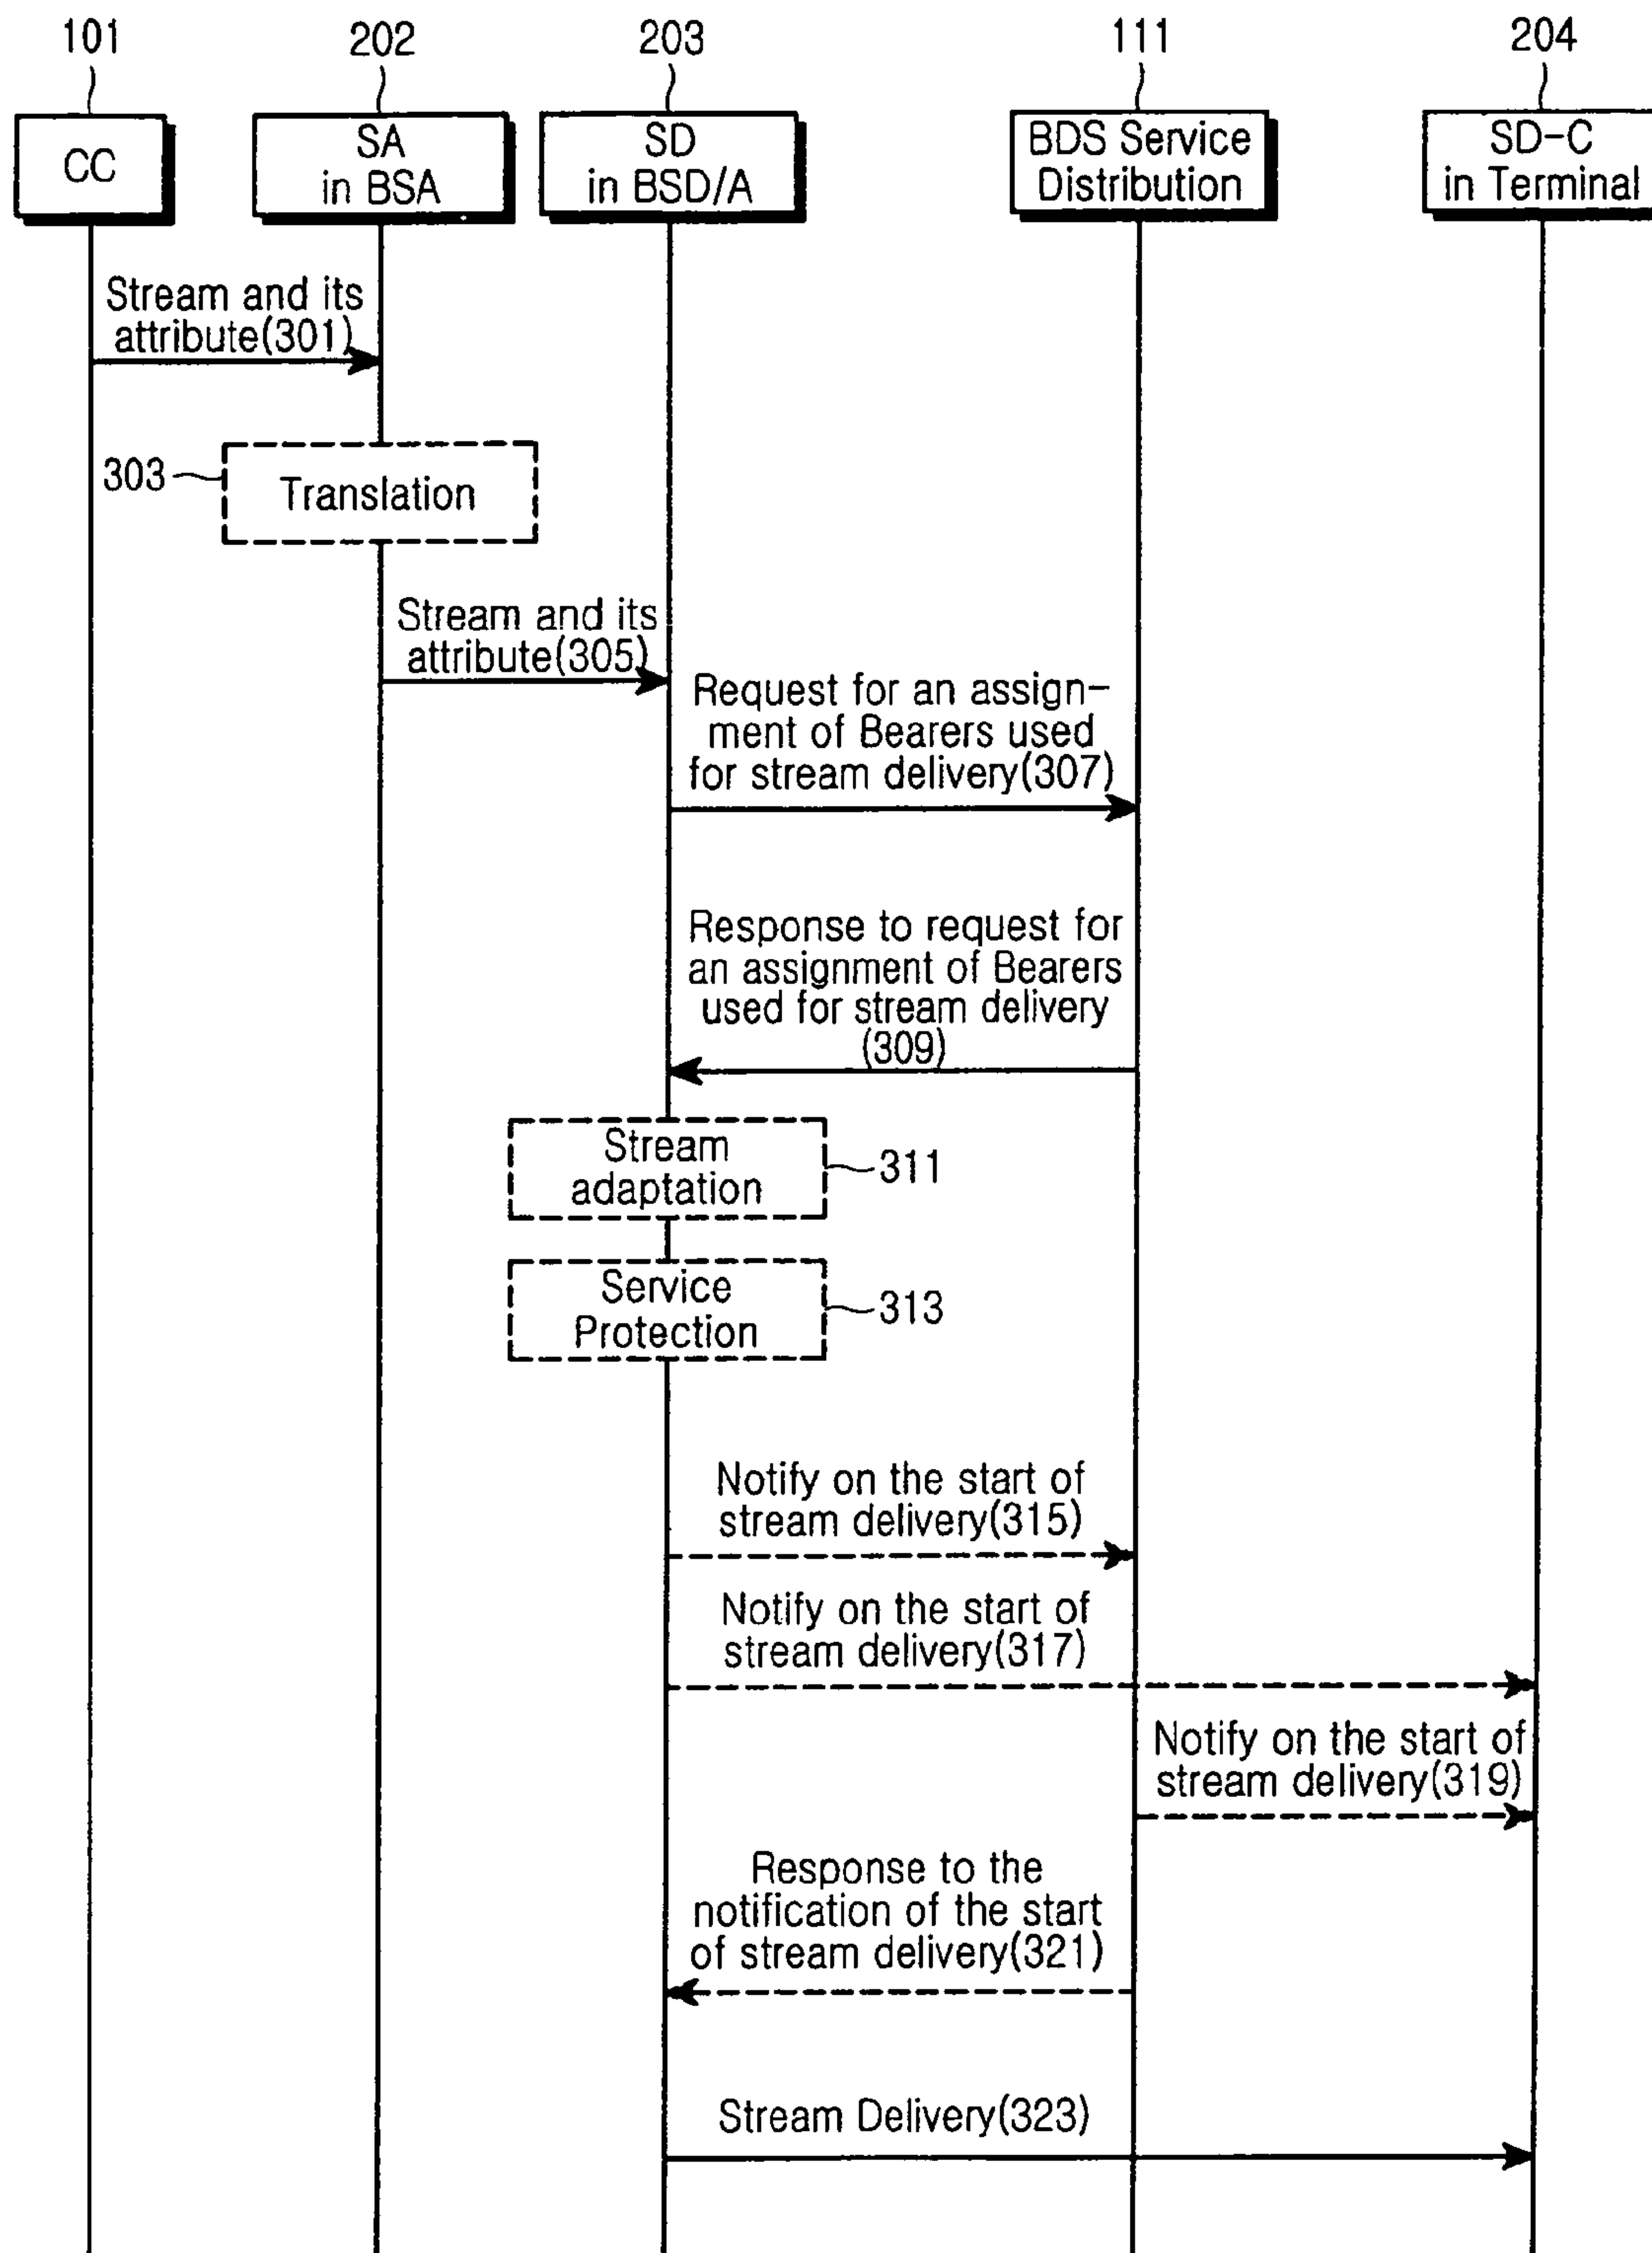 101
202
203
111
204
CC
SA
in BSA
SD
in BSD/A
BDS Service
Distribution
SD-C
in Terminal
Stream and its
attribute(301)
303
Translation
Stream and its
attribute(305)
Request for an assign-
ment of Bearers used
for stream delivery(307)
Response to request for
an assignment of Bearers
used for stream delivery
(309)
Stream
adaptation
311
Service
Protection
313
Notify on the start of
stream delivery(315)
Notify on the start of
stream delivery(317)
Notify on the start of
stream delivery(319)
Response to the
notification of the start
of stream delivery(321)
Stream Delivery(323)